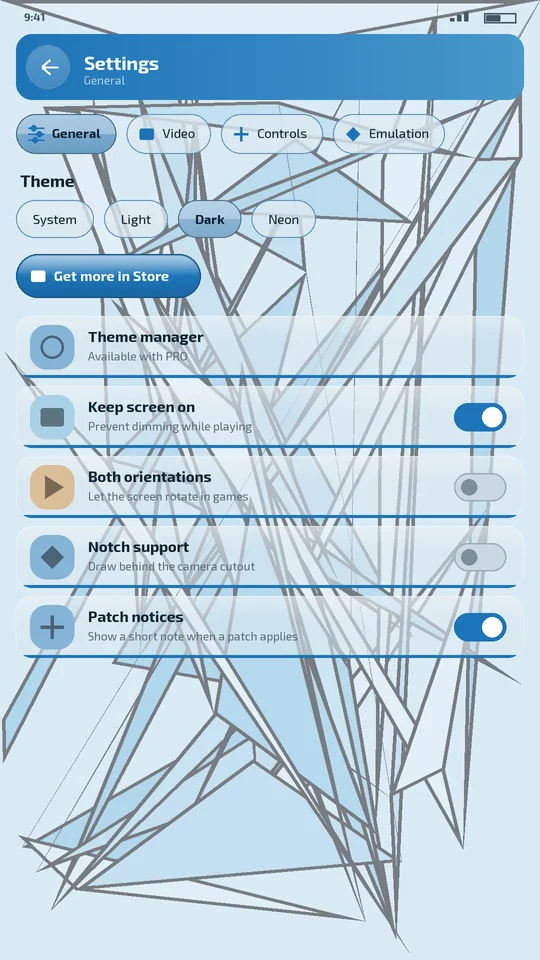 9:41
Settings
General
General
Video
Controls
Emulation
Theme
System
Light
Dark
Neon
Get more in Store
Theme manager
Available with PRO
Keep screen on
Prevent dimming while playing
Both orientations
Let the screen rotate in games
Notch support
Draw behind the camera cutout
Patch notices
Show a short note when a patch applies